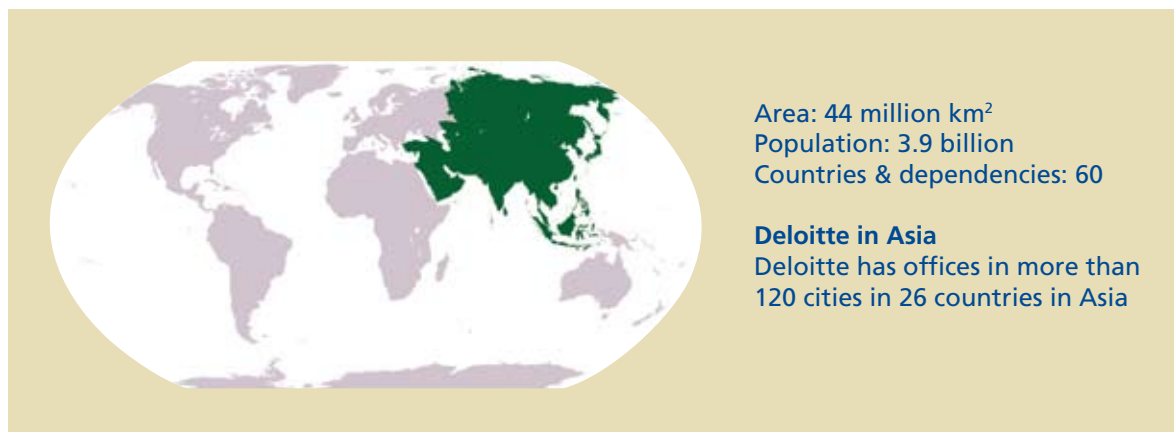 Area: 44 million km²
Population: 3.9 billion
Countries & dependencies: 60
Deloitte in Asia
Deloitte has offices in more than
120 cities in 26 countries in Asia